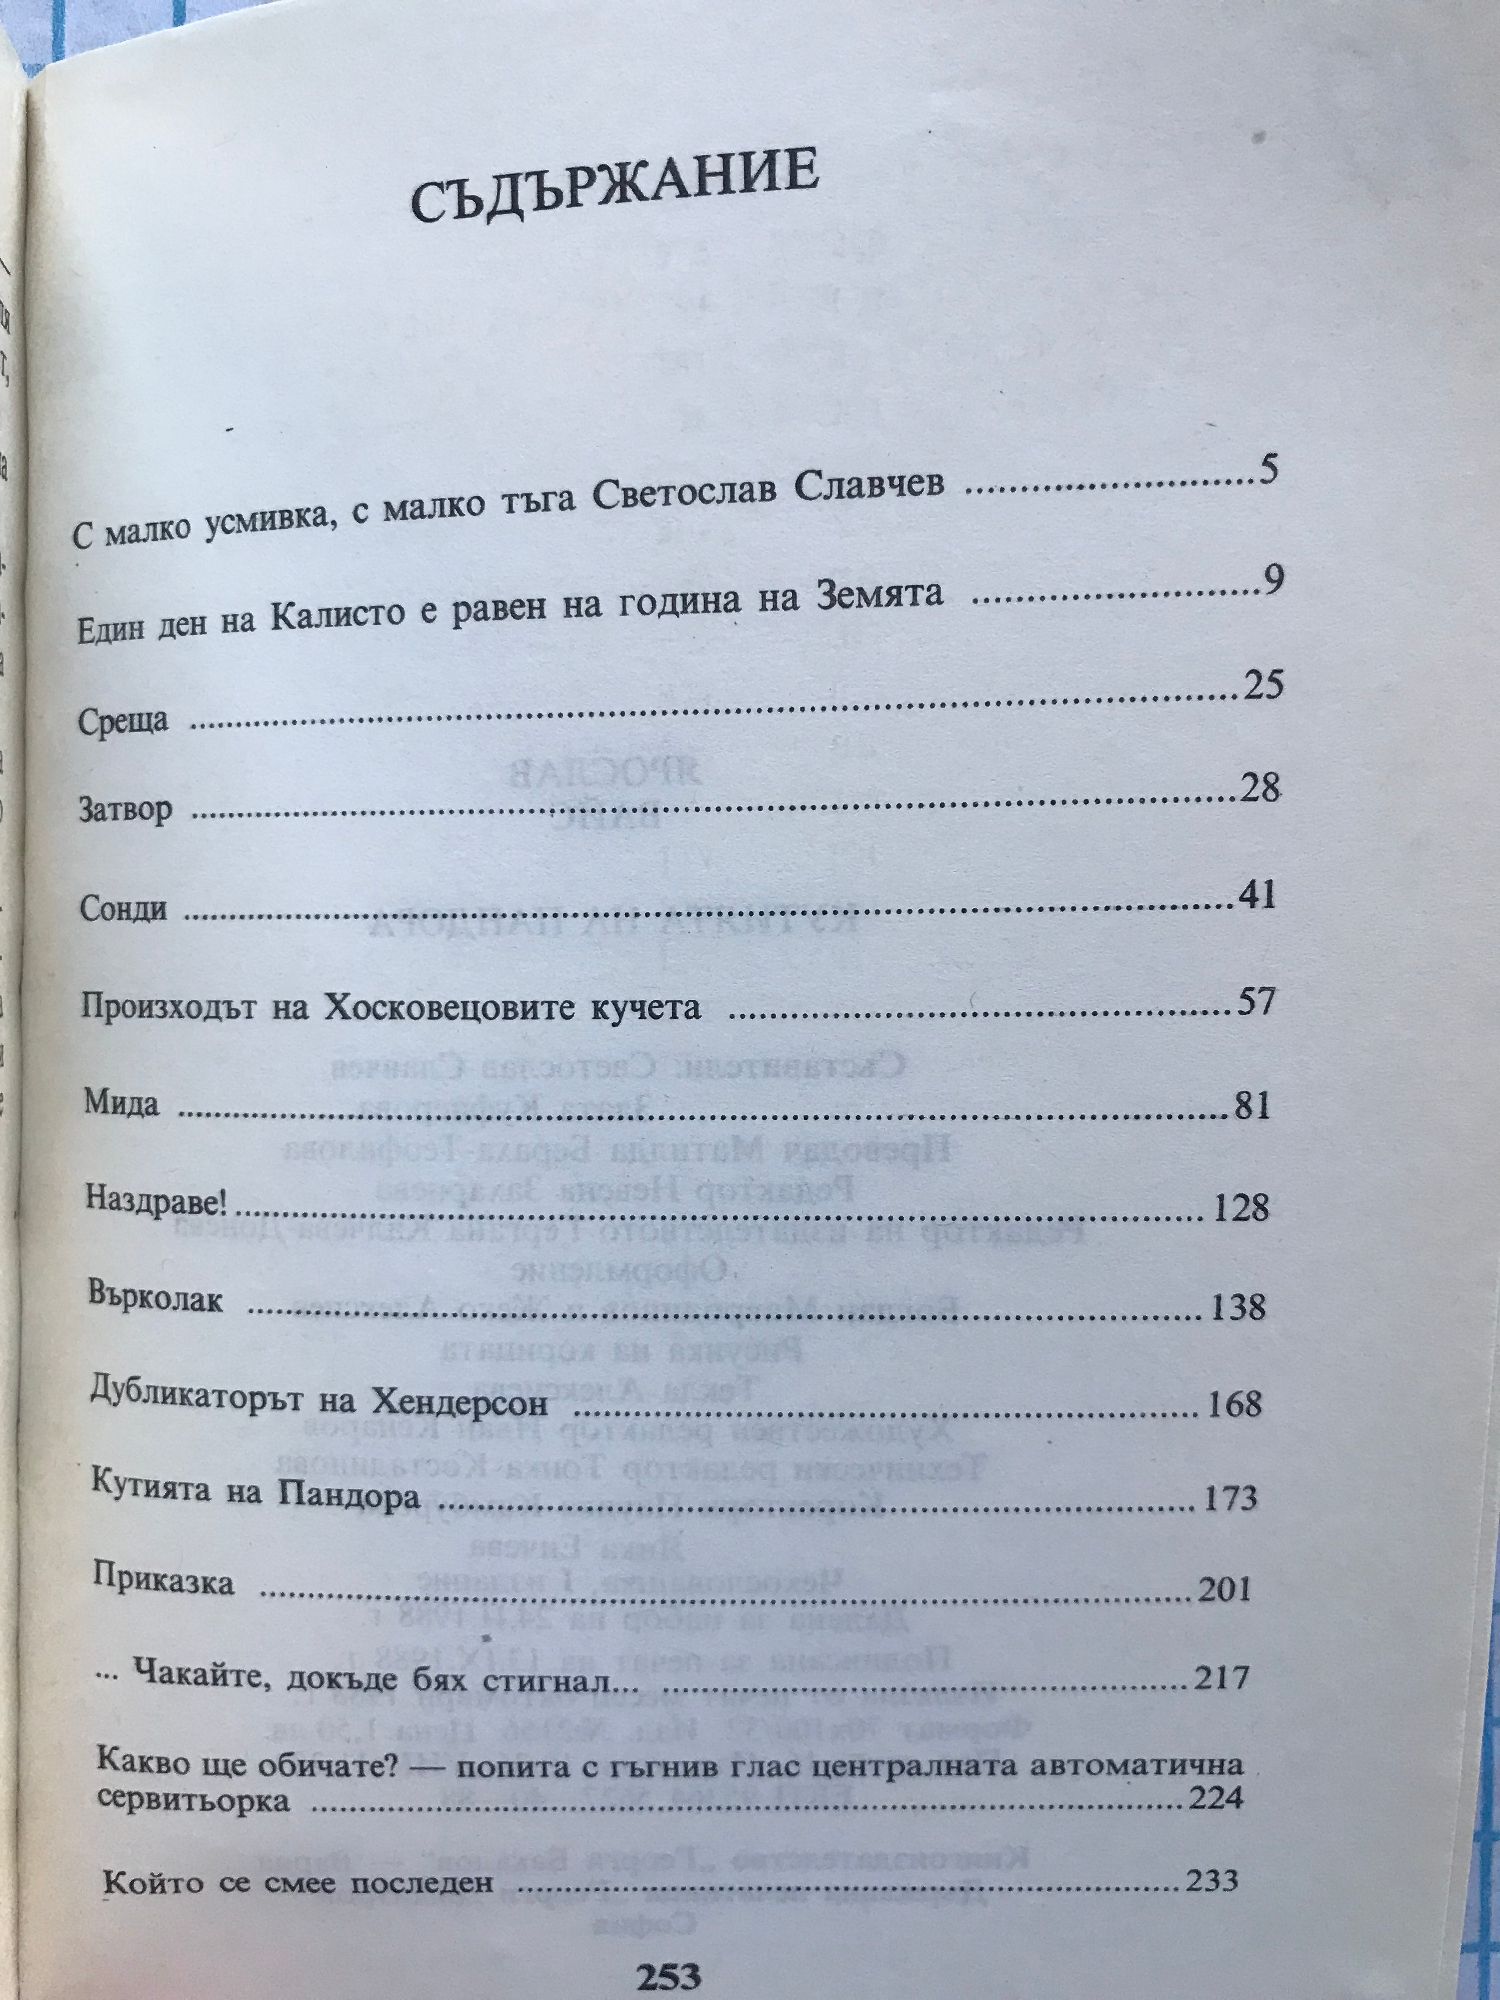 СЪДЪРЖАНИЕ
С малко усмивка, с малко тъга Светослав Славчев ........................... 5
Един ден на Калисто е равен на година на Земята ........................... 9
Среща ........................... 25
Затвор ........................... 28
Сонди ........................... 41
Произходът на Хосковецовите кучета ........................... 57
Мида ........................... 81
Наздраве! ........................... 128
Върколак ........................... 138
Дубликаторът на Хендерсон ........................... 168
Кутията на Пандора ........................... 173
Приказка ........................... 201
... Чакайте, докъде бях стигнал... ........................... 217
Какво ще обичате? — попита с гъгнив глас централната автоматична
сервитьорка ........................... 224
Който се смее последен ........................... 233
253